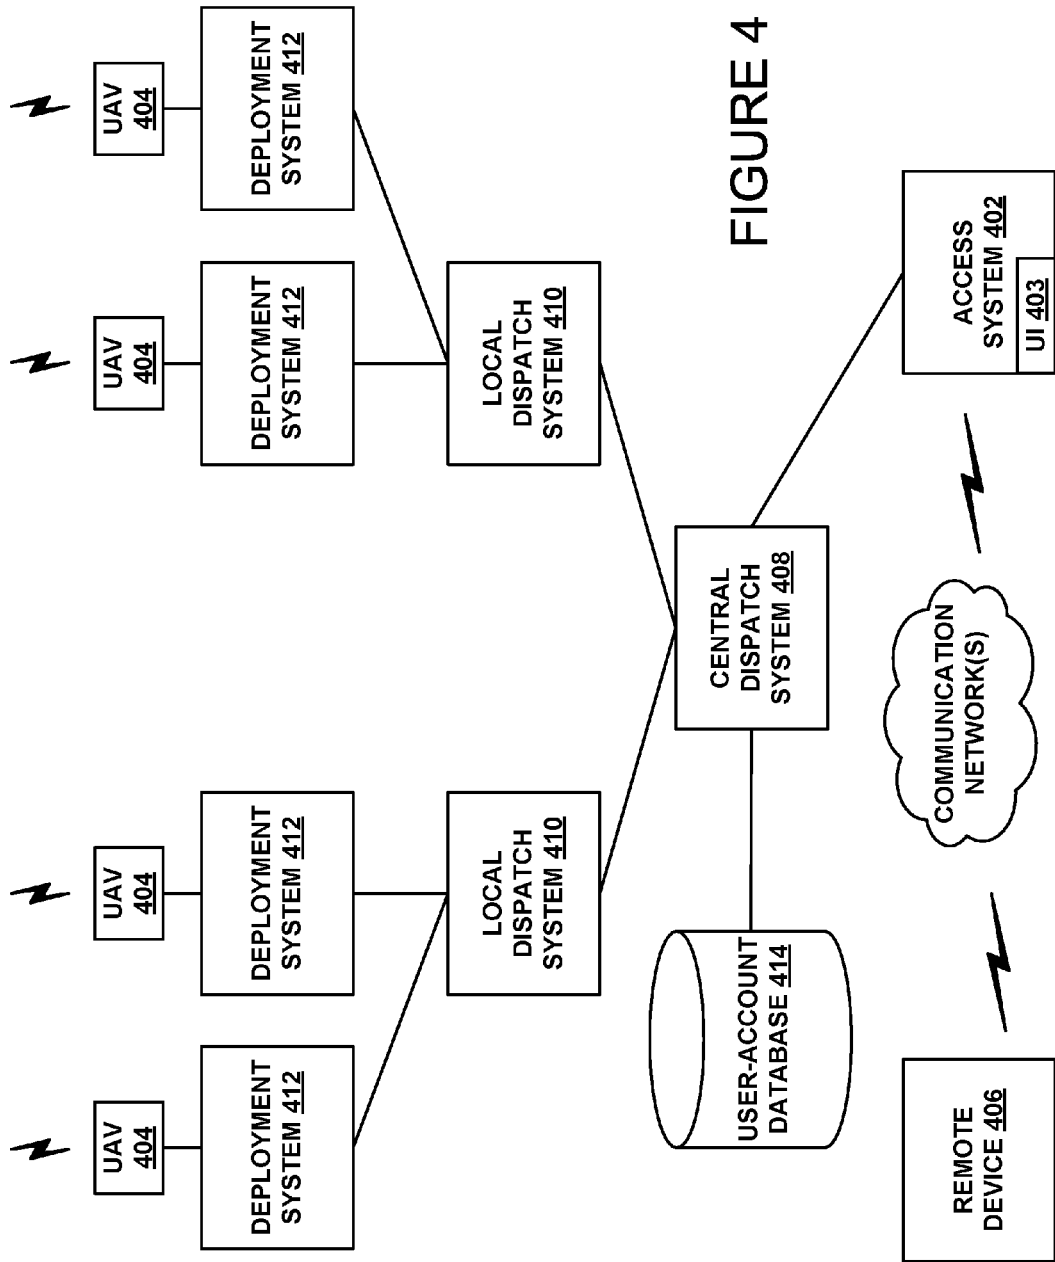 UAV
404
UAV
404
UAV
404
UAV
404
DEPLOYMENT
SYSTEM 412
DEPLOYMENT
SYSTEM 412
DEPLOYMENT
SYSTEM 412
DEPLOYMENT
SYSTEM 412
LOCAL
DISPATCH
SYSTEM 410
LOCAL
DISPATCH
SYSTEM 410
USER-ACCOUNT
DATABASE 414
CENTRAL
DISPATCH
SYSTEM 408
FIGURE 4
REMOTE
DEVICE 406
COMMUNICATION
NETWORK(S)
ACCESS
SYSTEM 402
UI 403